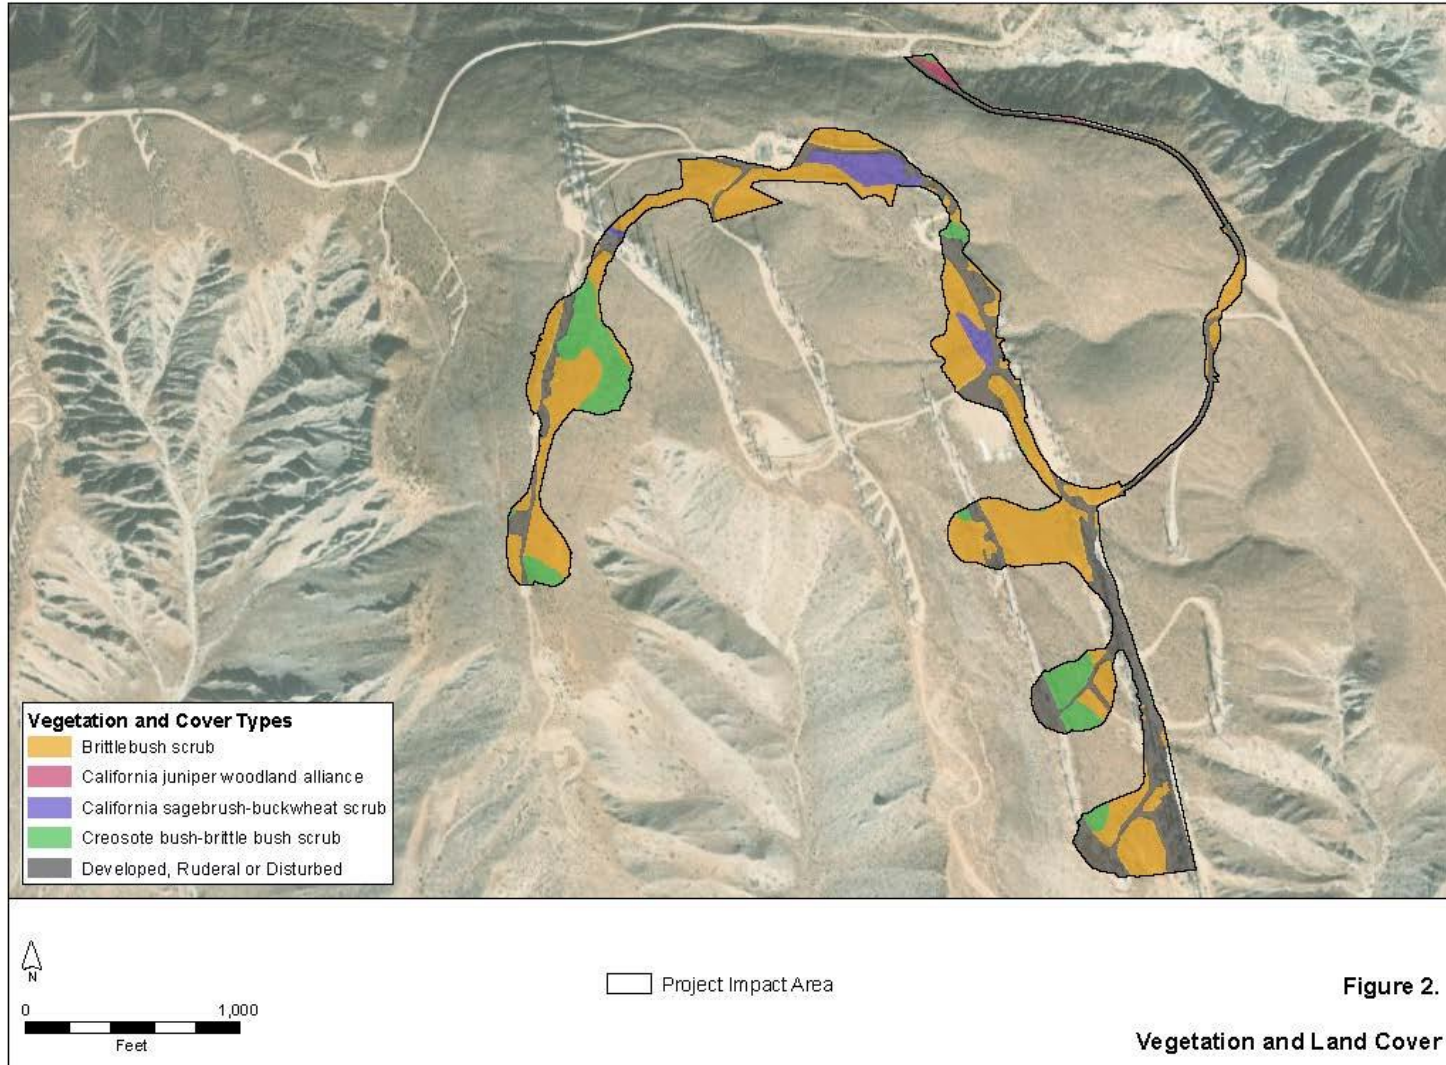 Vegetation and Cover Types
Brittlebush scrub
California juniper woodland alliance
California sagebrush-buckwheat scrub
Creosote bush-brittle bush scrub
Developed, Ruderal or Disturbed
N
0 1,000
Feet
Project Impact Area
Figure 2.
Vegetation and Land Cover